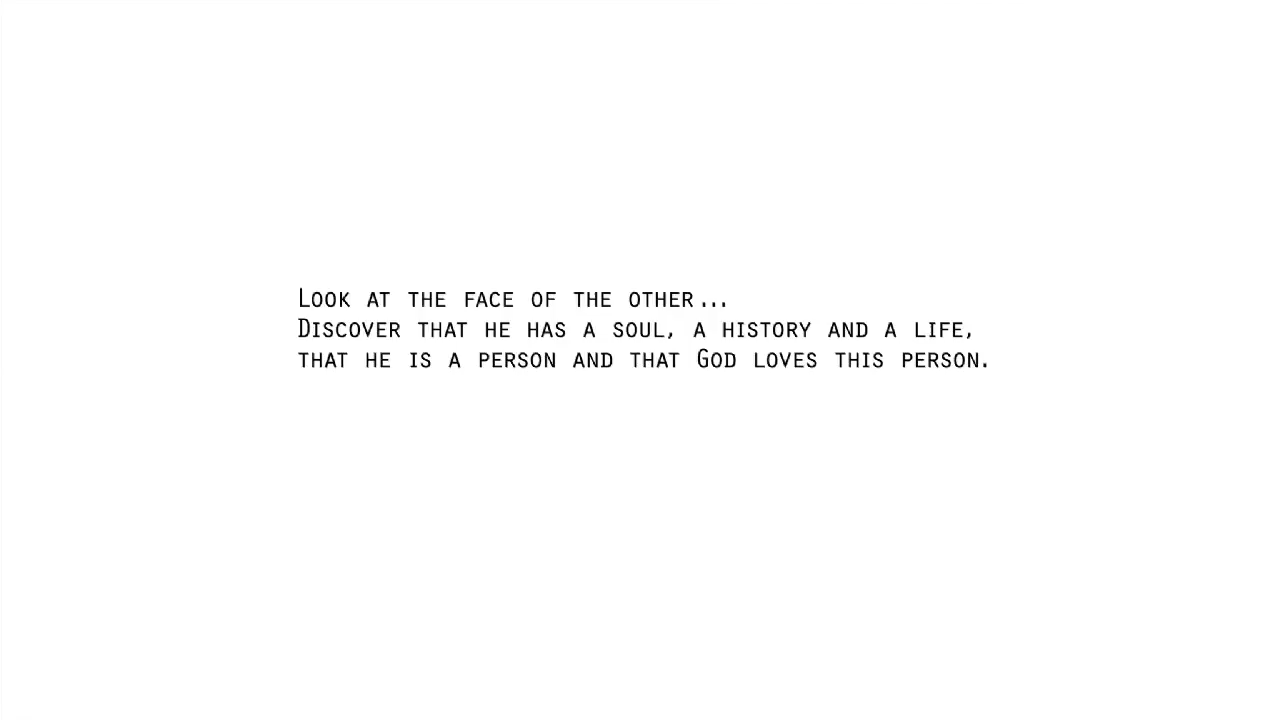 Look at the face of the other...
Discover that he has a soul, a history and a life,
that he is a person and that God loves this person.